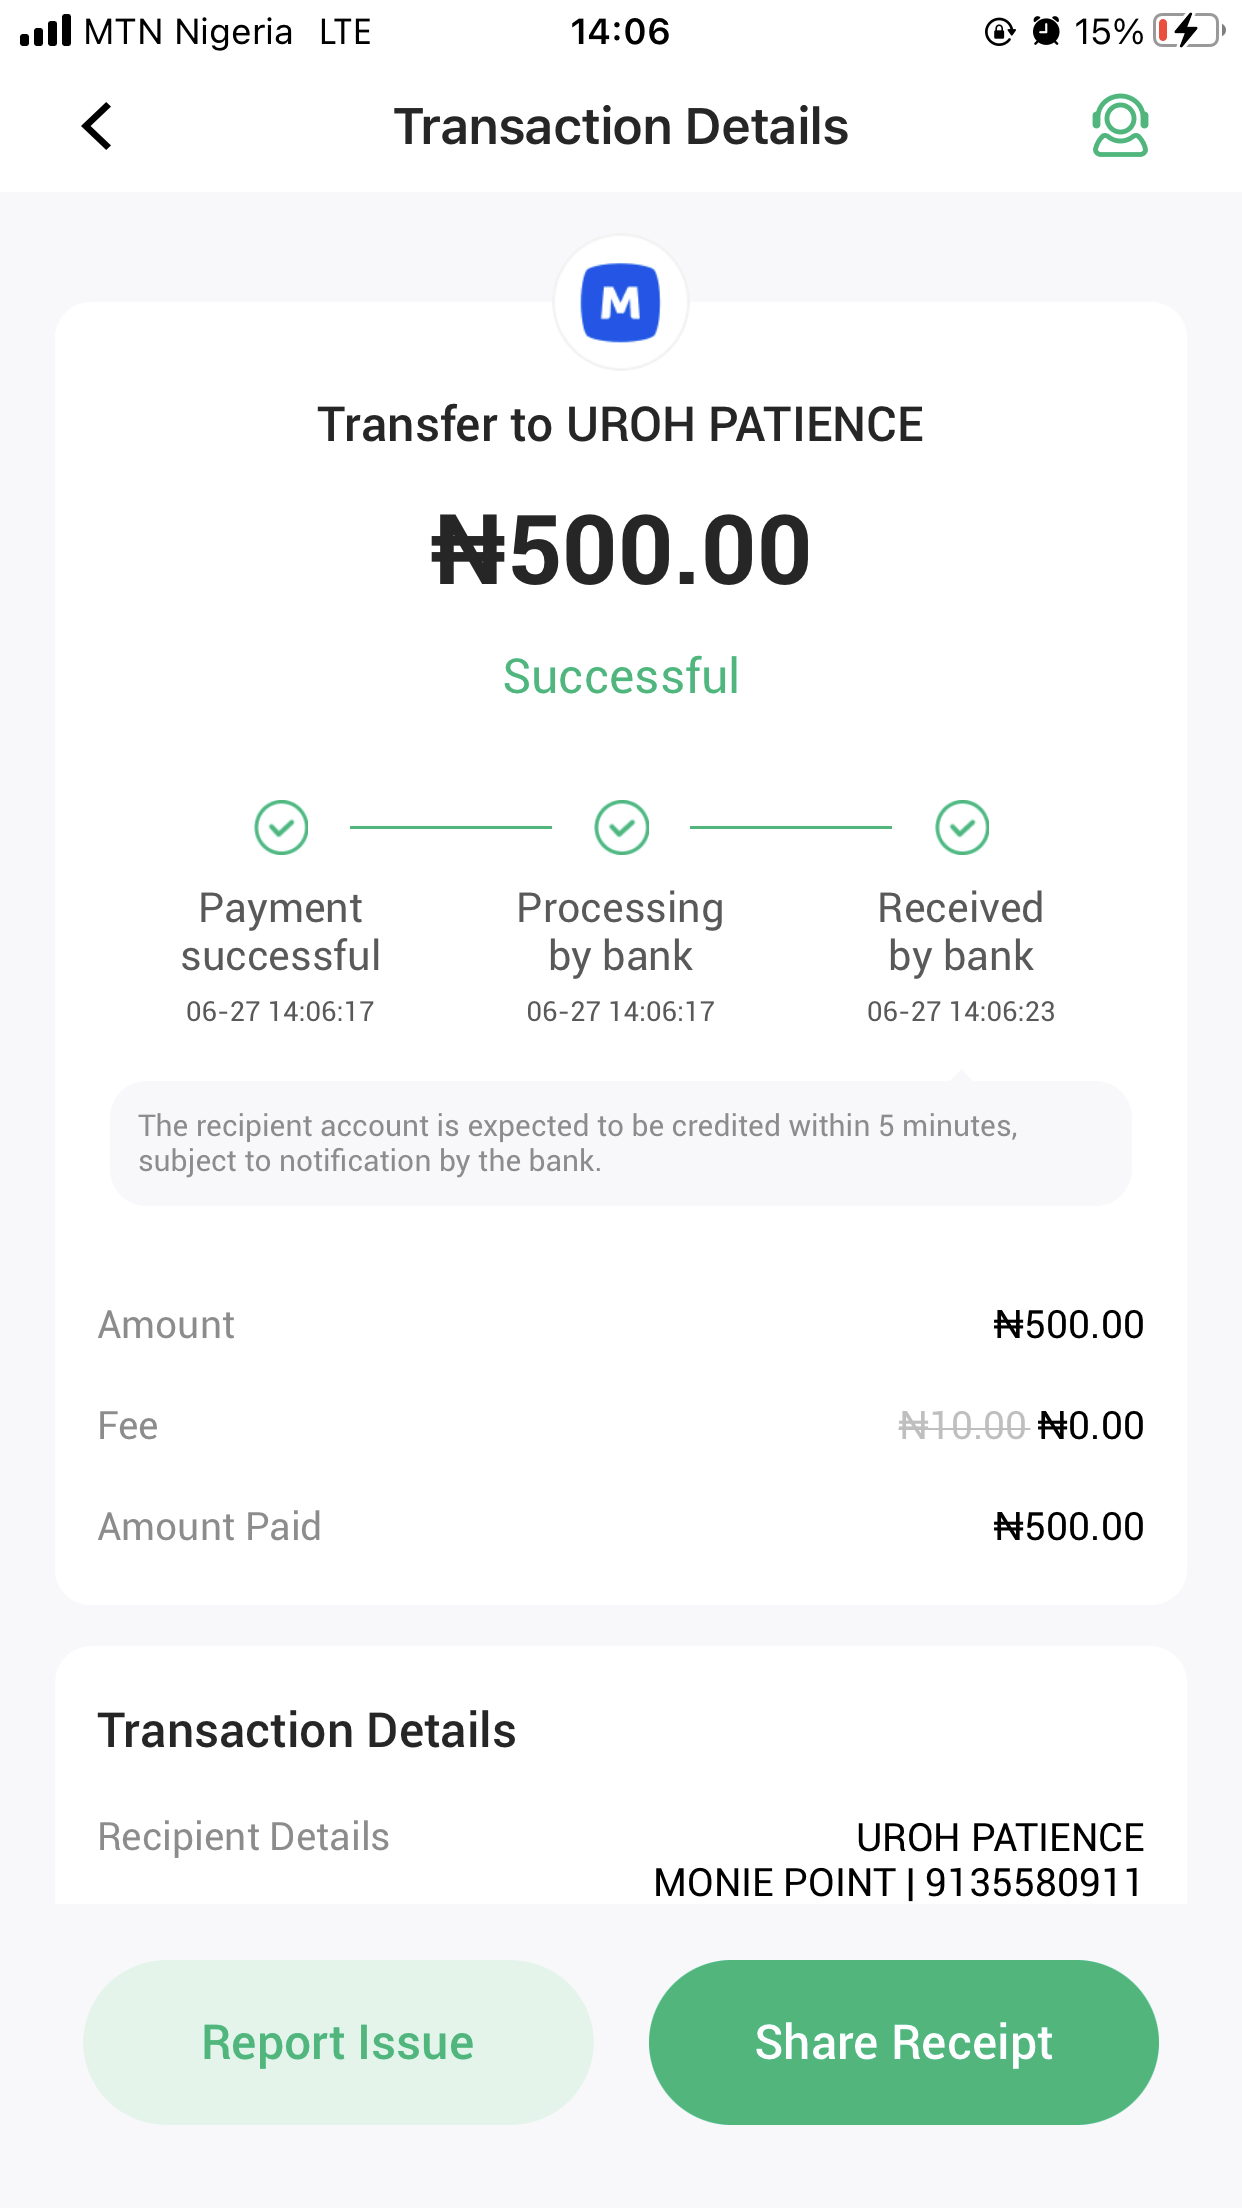 MTN Nigeria LTE 14:06 15%
Transaction Details
M
Transfer to UROH PATIENCE
₦500.00
Successful
Payment successful
06-27 14:06:17
Processing by bank
06-27 14:06:17
Received by bank
06-27 14:06:23
The recipient account is expected to be credited within 5 minutes,
subject to notification by the bank.
Amount ₦500.00
Fee ₦10.00 ₦0.00
Amount Paid ₦500.00
Transaction Details
Recipient Details UROH PATIENCE
MONIE POINT | 9135580911
Report Issue Share Receipt